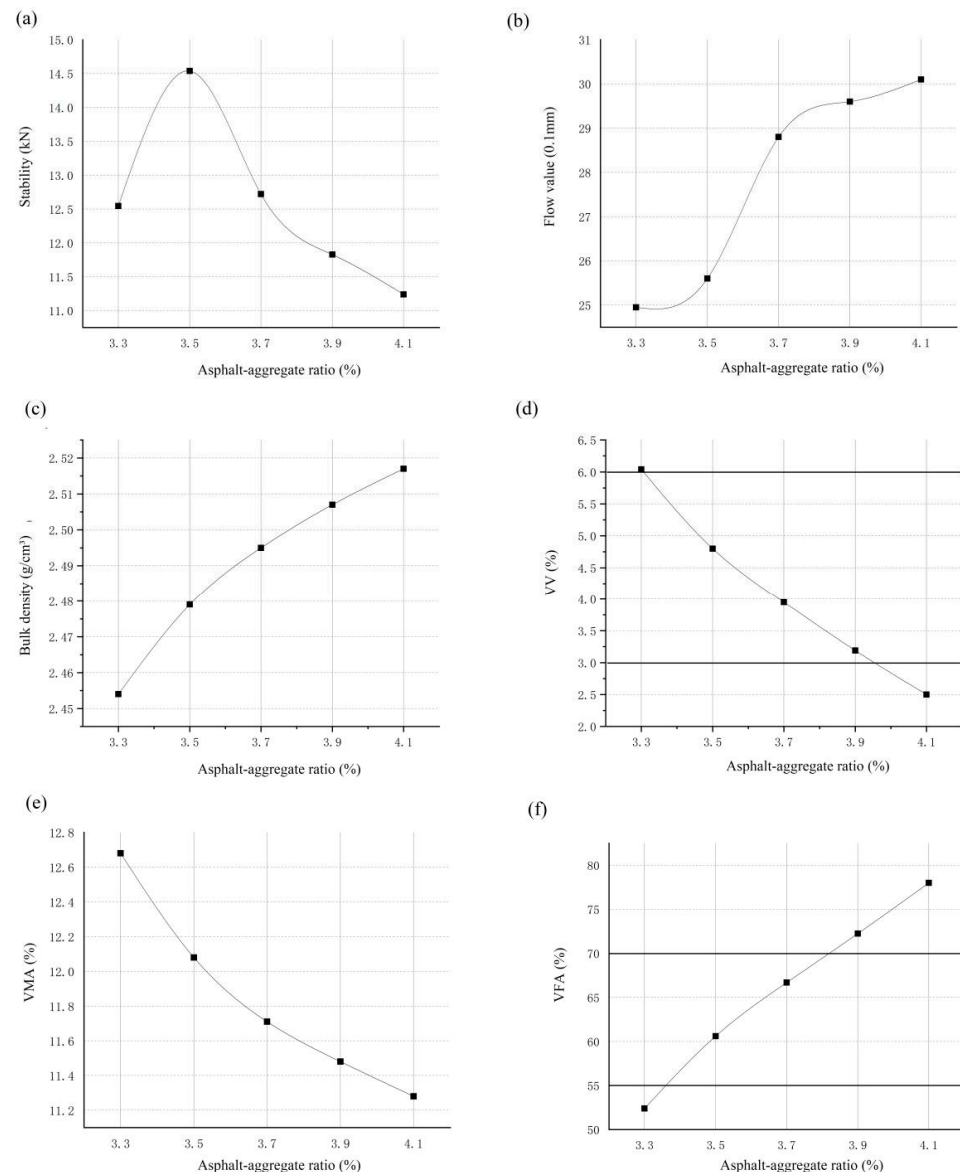 (a)
15.0
14.5
14.0
13.5
13.0
12.5
12.0
11.5
11.0
Stability (kN)
3.3 3.5 3.7 3.9 4.1
Asphalt-aggregate ratio (%)
(b)
31
30
29
28
27
26
25
Flow value (0.1mm)
3.3 3.5 3.7 3.9 4.1
Asphalt-aggregate ratio (%)
(c)
2.52
2.51
2.50
2.49
2.48
2.47
2.46
2.45
Bulk density (g/cm³)
3.3 3.5 3.7 3.9 4.1
Asphalt-aggregate ratio (%)
(d)
6.5
6.0
5.5
5.0
4.5
4.0
3.5
3.0
2.5
2.0
VV (%)
3.3 3.5 3.7 3.9 4.1
Asphalt-aggregate ratio (%)
(e)
12.8
12.6
12.4
12.2
12.0
11.8
11.6
11.4
11.2
VMA (%)
3.3 3.5 3.7 3.9 4.1
Asphalt-aggregate ratio (%)
(f)
80
75
70
65
60
55
50
VFA (%)
3.3 3.5 3.7 3.9 4.1
Asphalt-aggregate ratio (%)